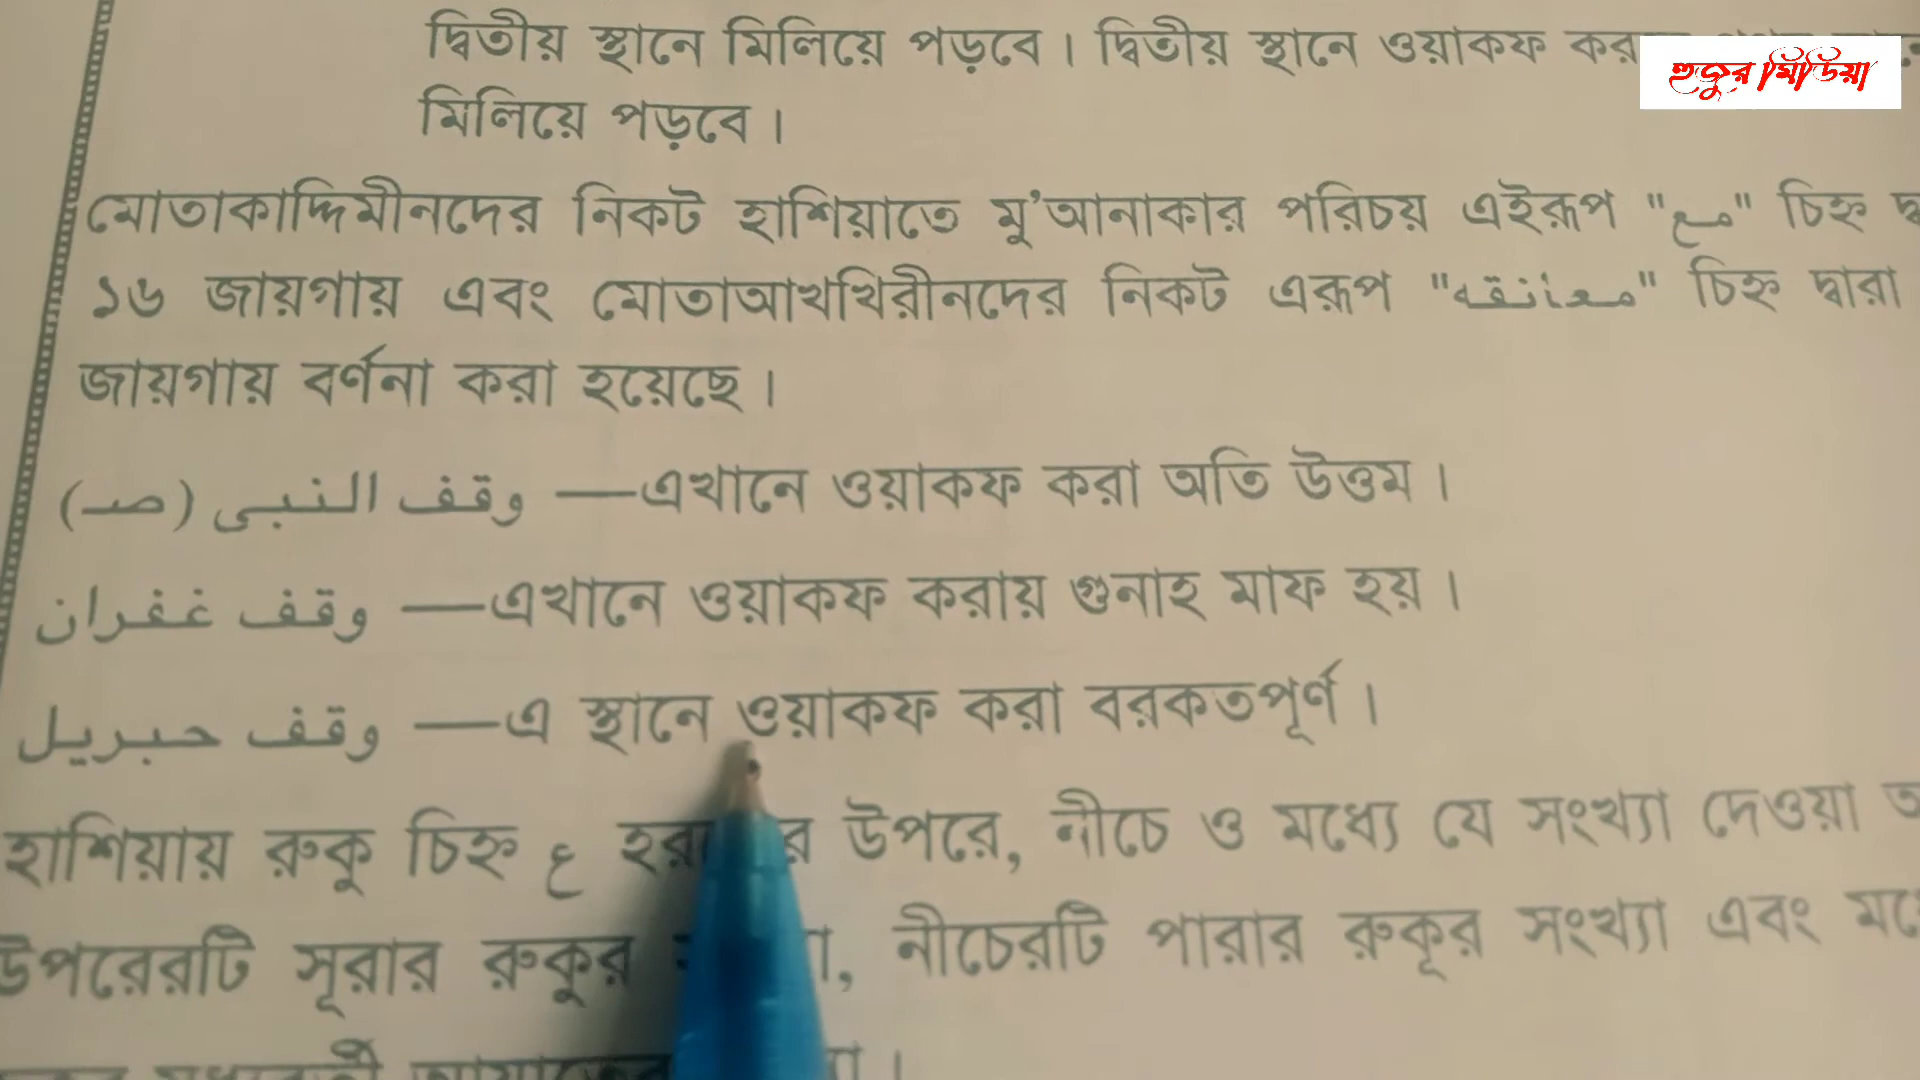 দ্বিতীয় স্থানে মিলিয়ে পড়বে। দ্বিতীয় স্থানে ওয়াকফ
হুজুর মিডিয়া
মিলিয়ে পড়বে।
মোতাকাদ্দিমীনদের নিকট হাশিয়াতে মু'আনাকার পরিচয় এইরূপ "مع" চিহ্ন
১৬ জায়গায় এবং মোতাআখখিরীনদের নিকট এরূপ "معانقه" চিহ্ন দ্বারা
জায়গায় বর্ণনা করা হয়েছে।
وقف النبى (صـ) —এখানে ওয়াকফ করা অতি উত্তম।
وقف غفران —এখানে ওয়াকফ করায় গুনাহ মাফ হয়।
وقف جبريل —এ স্থানে ওয়াকফ করা বরকতপূর্ণ।
হাশিয়ায় রুকু চিহ্ন ع উপরে, নীচে ও মধ্যে যে সংখ্যা দেওয়া
উপরেরটি সূরার রুকুর নীচেরটি পারার রুকূর সংখ্যা এবং